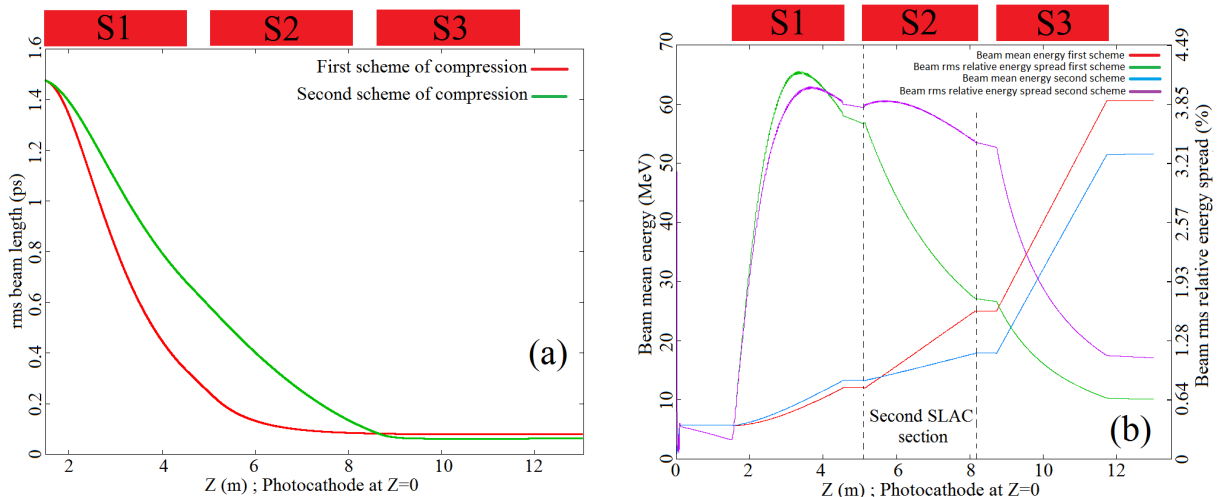 S1 S2 S3
1.6
1.4
1.2
1
0.8
0.6
0.4
0.2
0
rms beam length (ps)
First scheme of compression
Second scheme of compression
(a)
2 4 6 8 10 12
Z (m) ; Photocathode at Z=0
S1 S2 S3
70
60
50
40
30
20
10
0
Beam mean energy (MeV)
Beam mean energy first scheme
Beam rms relative energy spread first scheme
Beam mean energy second scheme
Beam rms relative energy spread second scheme
4.49
3.85
3.21
2.57
1.93
1.28
0.64
0
Beam rms relative energy spread (%)
Second SLAC
section
(b)
0 2 4 6 8 10 12
Z (m) ; Photocathode at Z=0